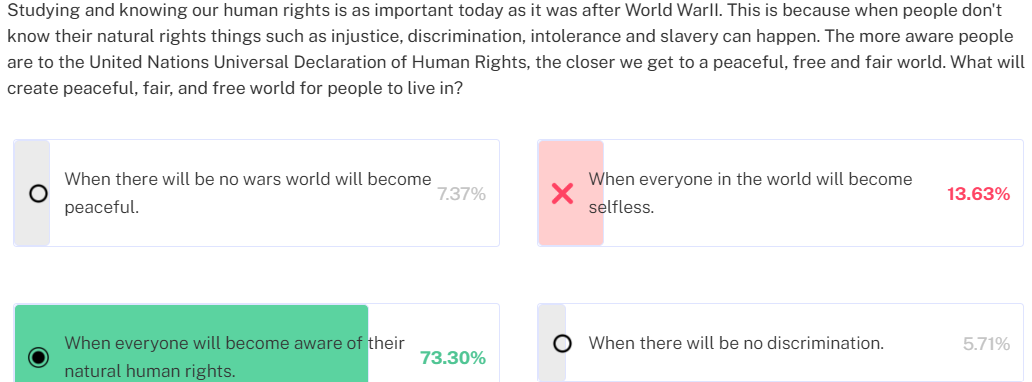 Studying and knowing our human rights is as important today as it was after World WarII. This is because when people don't
know their natural rights things such as injustice, discrimination, intolerance and slavery can happen. The more aware people
are to the United Nations Universal Declaration of Human Rights, the closer we get to a peaceful, free and fair world. What will
create peaceful, fair, and free world for people to live in?
When there will be no wars world will become
peaceful.
7.37%
When everyone in the world will become
selfless.
13.63%
When everyone will become aware of their
natural human rights.
73.30%
When there will be no discrimination.
5.71%